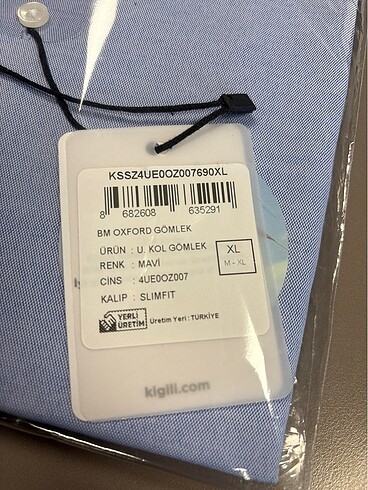 KSSZ4UE0OZ007690XL
8 682608 635291
BM OXFORD GÖMLEK
ÜRÜN : U. KOL GÖMLEK
RENK : MAVİ
CİNS : 4UE0OZ007
KALIP : SLIMFIT
XL
M - XL
YERLİ
ÜRETİM
Üretim Yeri : TÜRKİYE
kigili.com